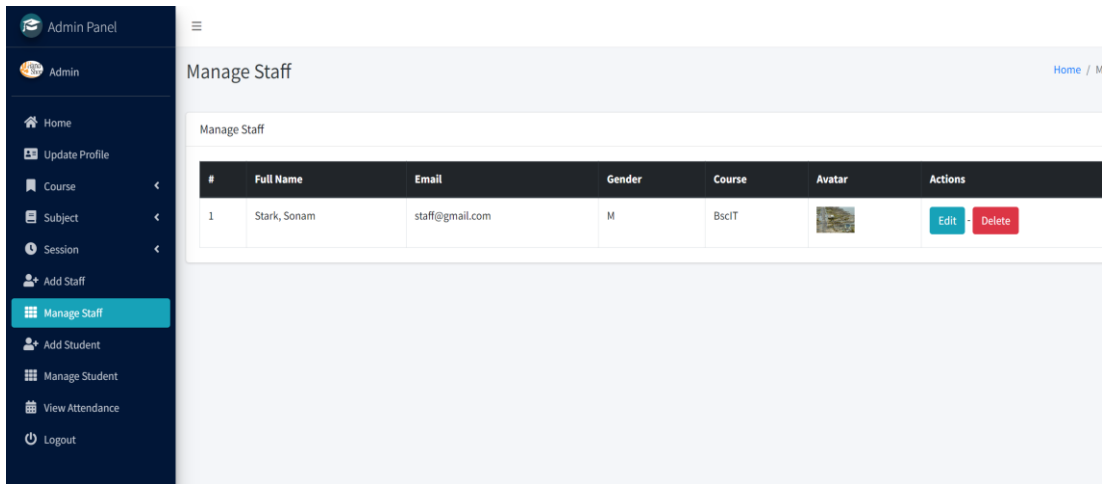 Admin Panel
Admin
Home
Update Profile
Course
Subject
Session
Add Staff
Manage Staff
Add Student
Manage Student
View Attendance
Logout
Manage Staff
Home / M
Manage Staff
# Full Name Email Gender Course Avatar Actions
1 Stark, Sonam staff@gmail.com M BscIT Edit - Delete